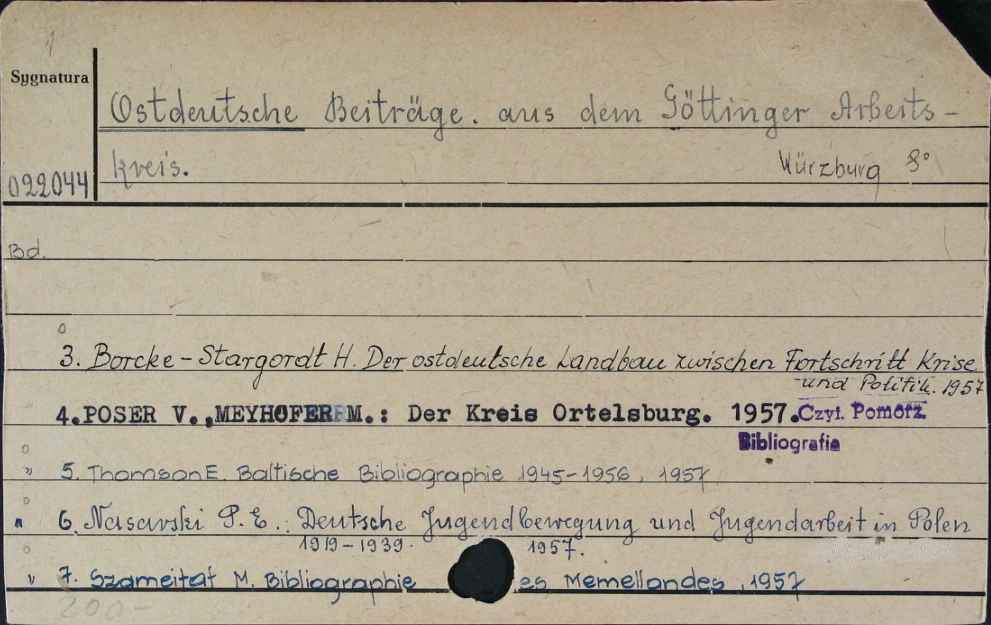 1
Sygnatura
Ostdeutsche Beiträge. aus dem Göttinger Arbeits-
kreis.
Würzburg 8°
022044
Bd.
3. Borcke-Stargordt H. Der ostdeutsche Landbau zwischen Fortschritt Krise
und Politik. 1957
4. POSER V., MEYHÖFER M.: Der Kreis Ortelsburg. 1957. Czyt. Pomorz.
Bibliografie
" 5. Thomson E. Baltische Bibliographie 1945-1956, 1957
" 6. Nasarski P. E.: Deutsche Jugendbewegung und Jugendarbeit in Polen
1919-1939. 1957.
" 7. Szameitat M. Bibliographie es Memellandes, 1957
200-